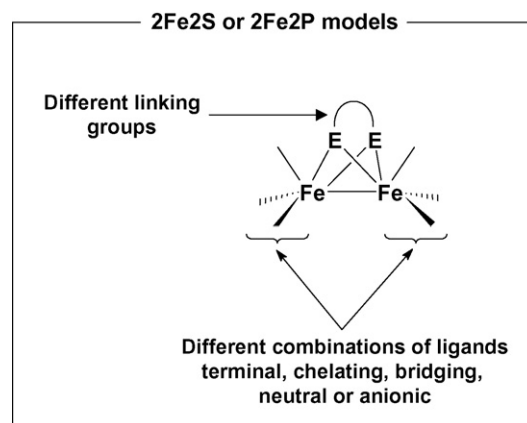 2Fe2S or 2Fe2P models
Different linking
groups
E E
Fe Fe
Different combinations of ligands
terminal, chelating, bridging,
neutral or anionic